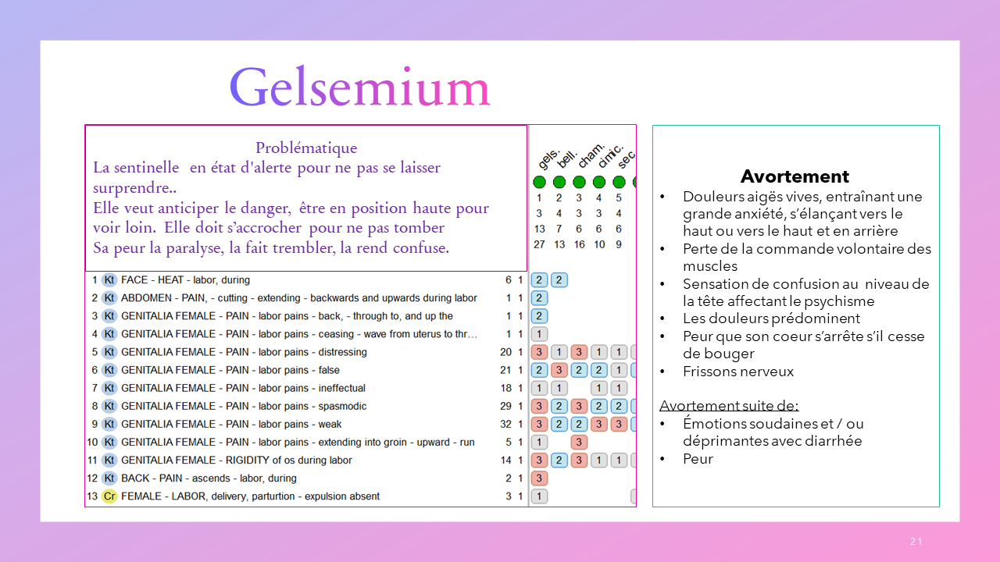 Gelsemium
Problématique
La sentinelle en état d'alerte pour ne pas se laisser
surprendre..
Elle veut anticiper le danger, être en position haute pour
voir loin. Elle doit s’accrocher pour ne pas tomber
Sa peur la paralyse, la fait trembler, la rend confuse.
gels. bell. cham. cimic. sec
1 2 3 4 5
3 4 3 3 4
13 7 6 6 6
27 13 16 10 9
1 Kt FACE - HEAT - labor, during 6 1 2 2
2 Kt ABDOMEN - PAIN, - cutting - extending - backwards and upwards during labor 1 1 2
3 Kt GENITALIA FEMALE - PAIN - labor pains - back, - through to, and up the 1 1 2
4 Kt GENITALIA FEMALE - PAIN - labor pains - ceasing - wave from uterus to thr... 1 1 1
5 Kt GENITALIA FEMALE - PAIN - labor pains - distressing 20 1 3 1 3 1 1
6 Kt GENITALIA FEMALE - PAIN - labor pains - false 21 1 2 3 2 2 1
7 Kt GENITALIA FEMALE - PAIN - labor pains - ineffectual 18 1 1 1 1 1
8 Kt GENITALIA FEMALE - PAIN - labor pains - spasmodic 29 1 3 2 3 2 2
9 Kt GENITALIA FEMALE - PAIN - labor pains - weak 32 1 3 2 2 3 3
10 Kt GENITALIA FEMALE - PAIN - labor pains - extending into groin - upward - run 5 1 1 3
11 Kt GENITALIA FEMALE - RIGIDITY of os during labor 14 1 3 2 3 1 1
12 Kt BACK - PAIN - ascends - labor, during 2 1 3
13 Cr FEMALE - LABOR, delivery, parturtion - expulsion absent 3 1 1
Avortement
• Douleurs aigës vives, entraînant une
grande anxiété, s’élançant vers le
haut ou vers le haut et en arrière
• Perte de la commande volontaire des
muscles
• Sensation de confusion au niveau de
la tête affectant le psychisme
• Les douleurs prédominent
• Peur que son coeur s’arrête s’il cesse
de bouger
• Frissons nerveux
Avortement suite de:
• Émotions soudaines et / ou
déprimantes avec diarrhée
• Peur
21